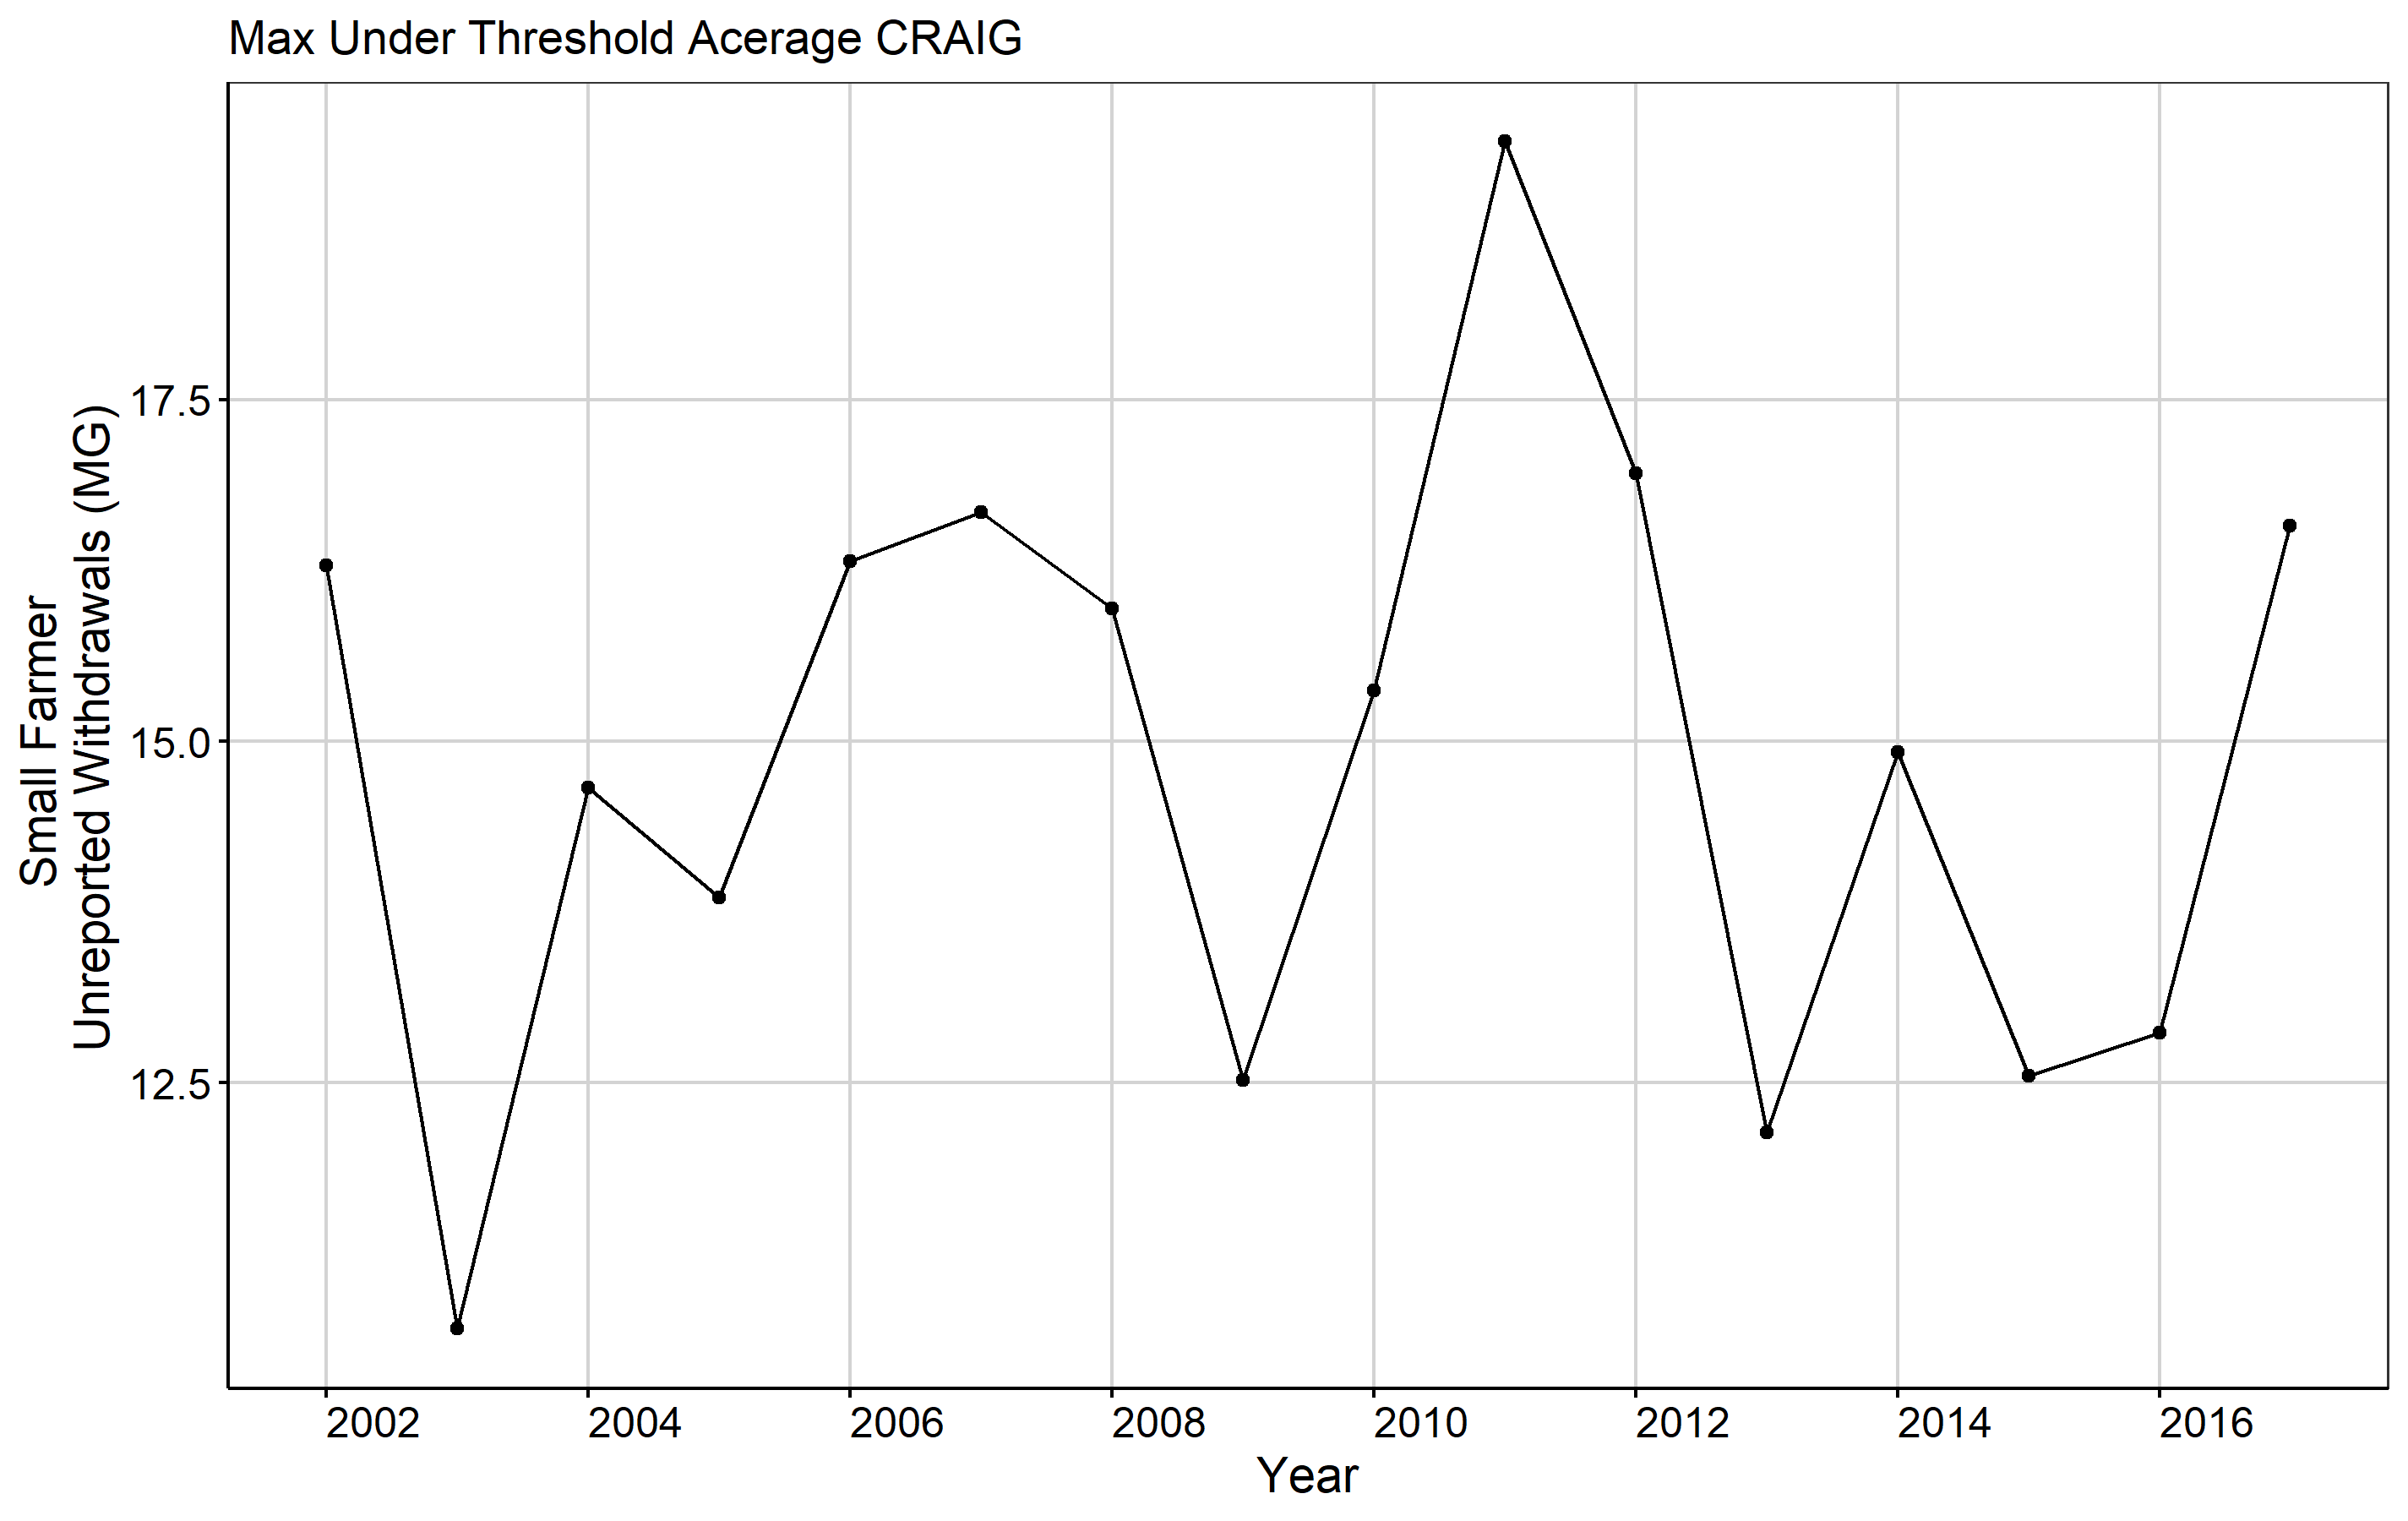 Max Under Threshold Acerage CRAIG
Small Farmer
Unreported Withdrawals (MG)
17.5
15.0
12.5
2002 2004 2006 2008 2010 2012 2014 2016
Year